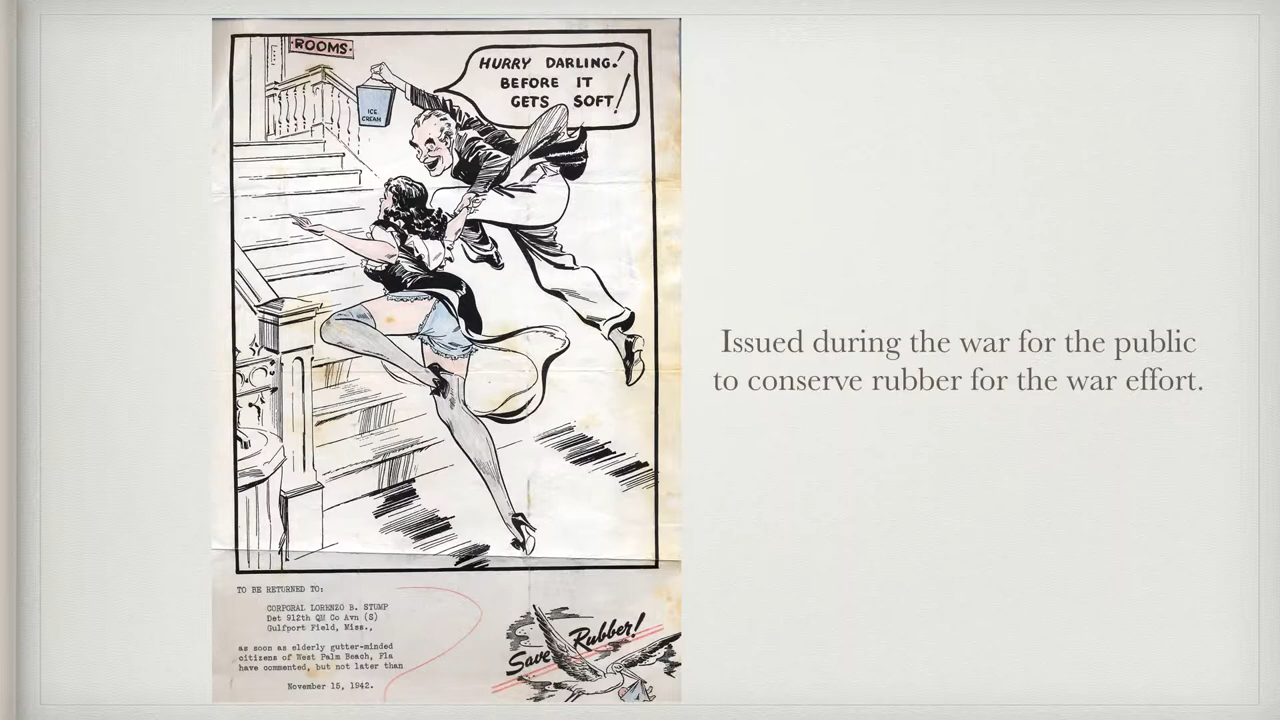 ·ROOMS·
HURRY DARLING!
BEFORE IT
GETS SOFT!
ICE
CREAM
Issued during the war for the public
to conserve rubber for the war effort.
TO BE RETURNED TO:
CORPORAL LORENZO B. STUMP
Det 912th QM Co Avn (S)
Gulfport Field, Miss.,
as soon as elderly gutter-minded
citizens of West Palm Beach, Fla
have commented, but not later than
November 15, 1942.
Save Rubber!